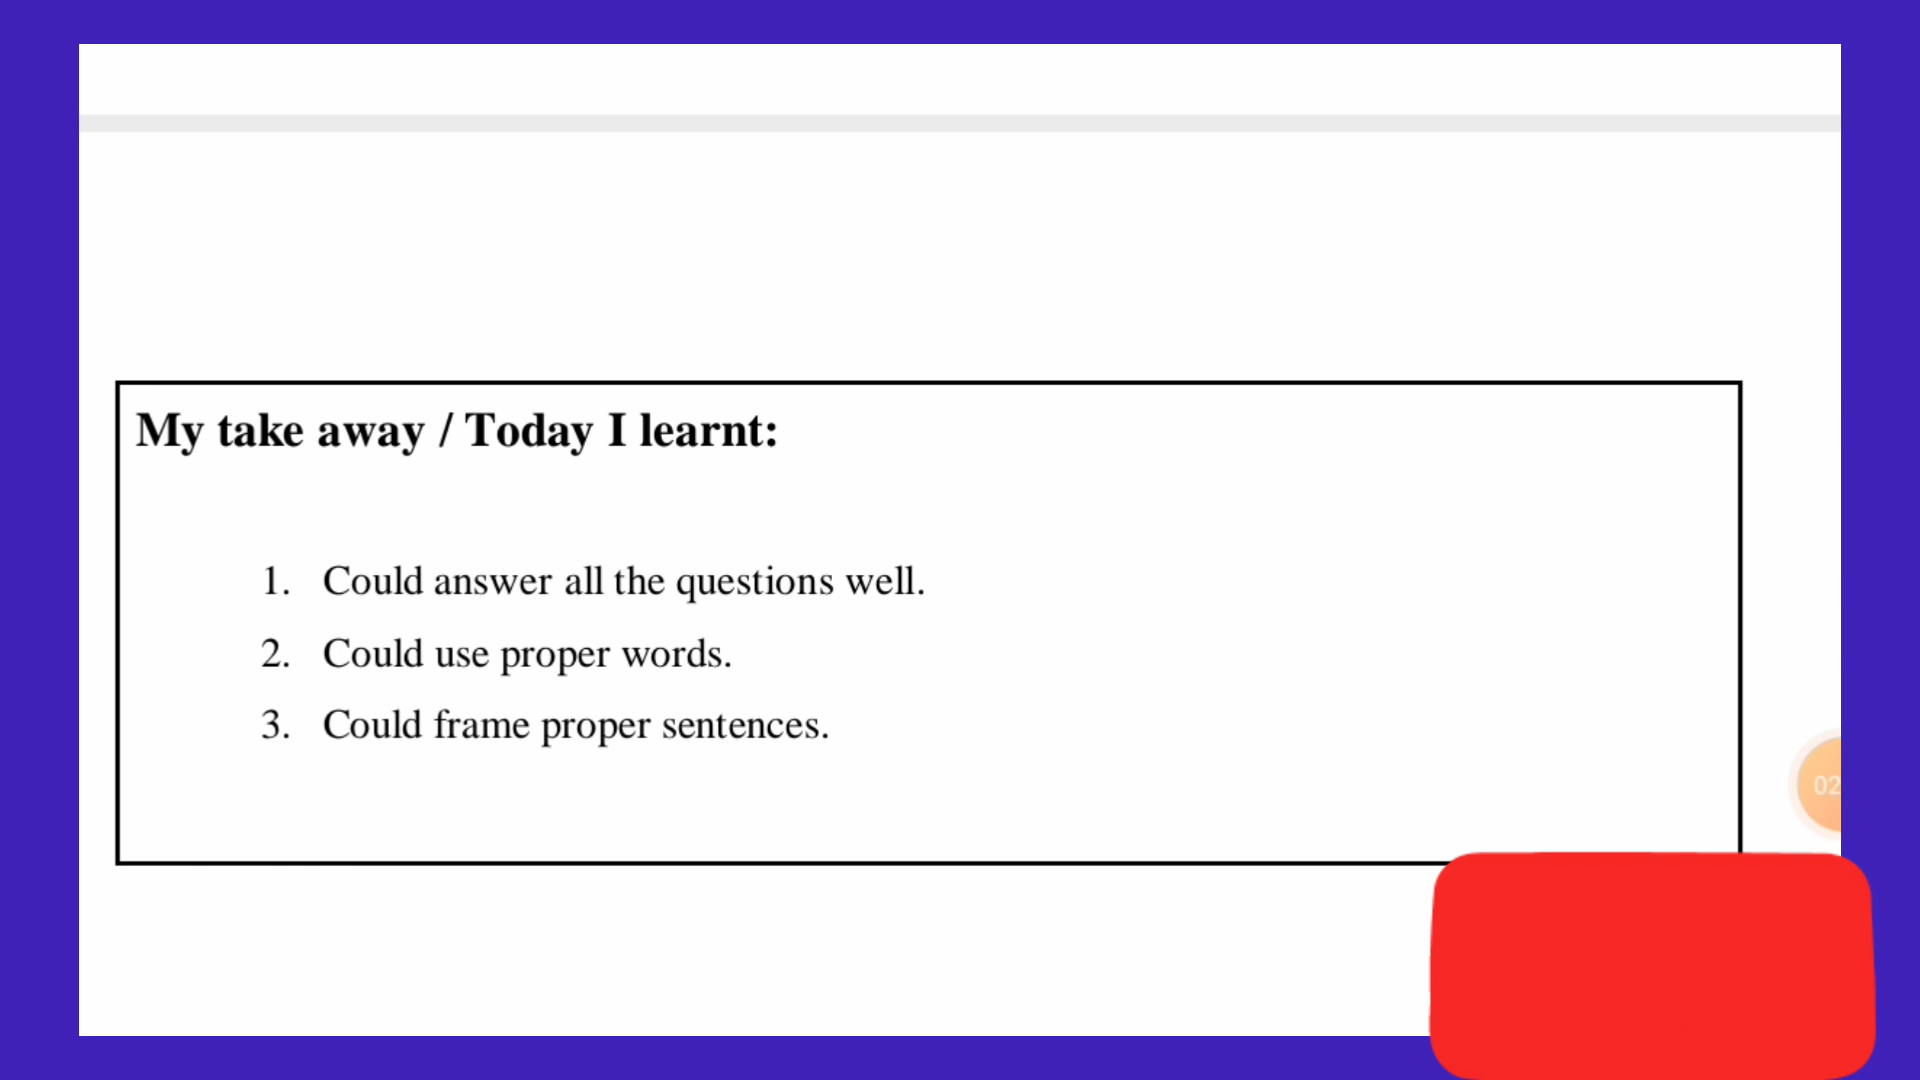 My take away / Today I learnt:
1. Could answer all the questions well.
2. Could use proper words.
3. Could frame proper sentences.
02